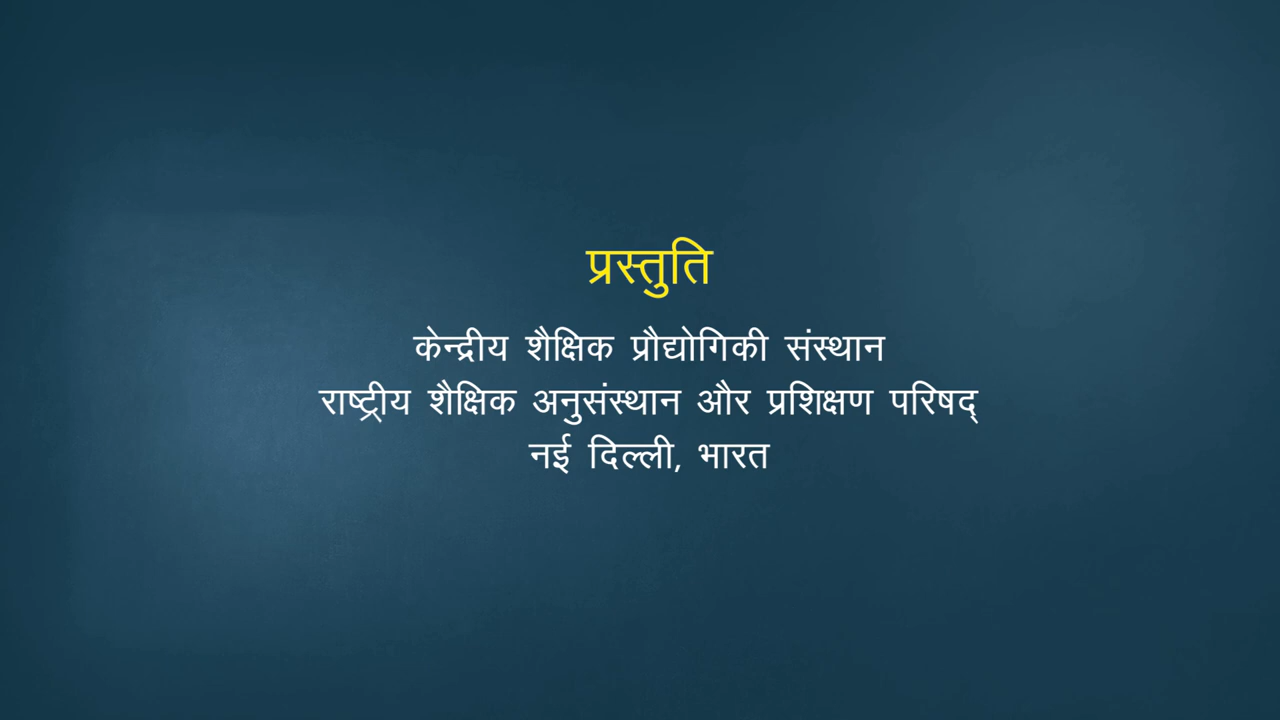 प्रस्तुति
केन्द्रीय शैक्षिक प्रौद्योगिकी संस्थान
राष्ट्रीय शैक्षिक अनुसंस्थान और प्रशिक्षण परिषद्
नई दिल्ली, भारत